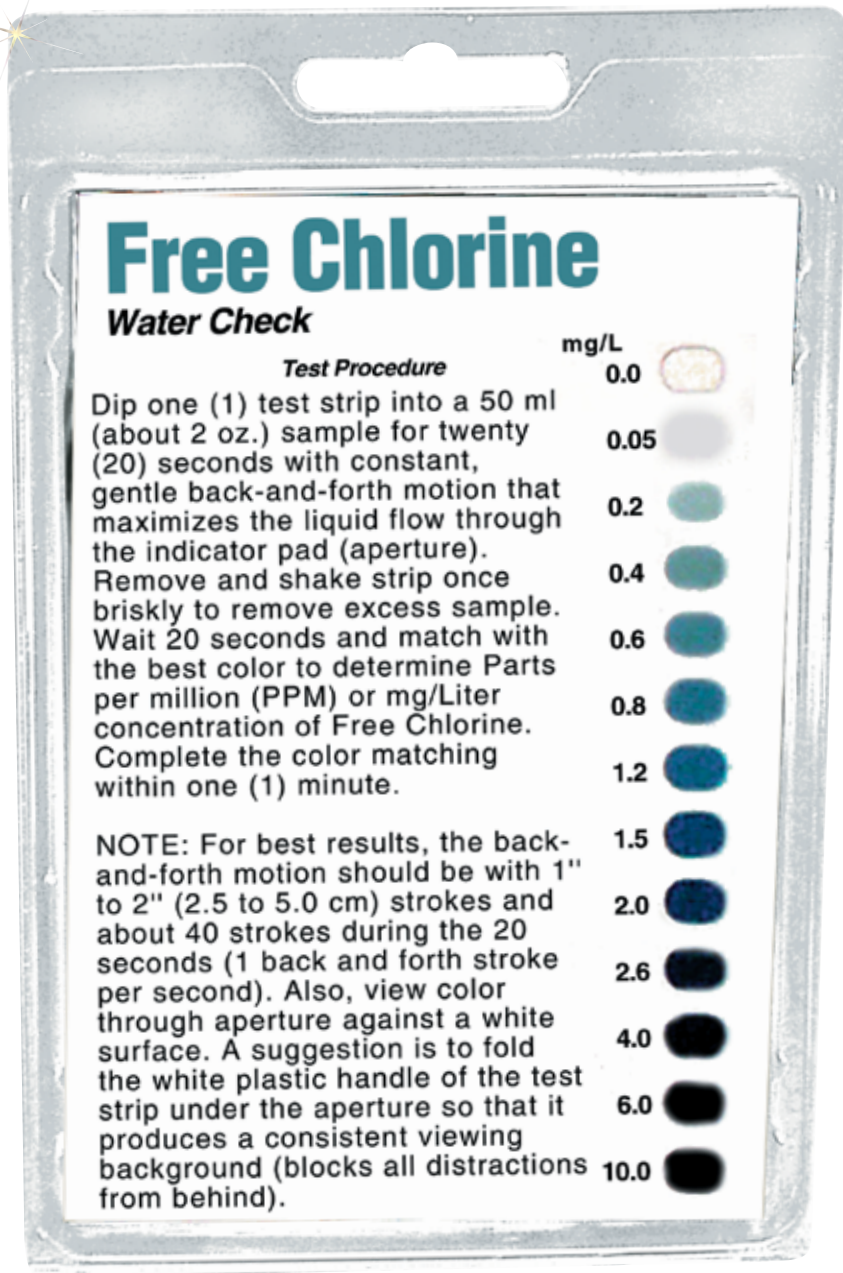 Free Chlorine
Water Check
Test Procedure
Dip one (1) test strip into a 50 ml
(about 2 oz.) sample for twenty
(20) seconds with constant,
gentle back-and-forth motion that
maximizes the liquid flow through
the indicator pad (aperture).
Remove and shake strip once
briskly to remove excess sample.
Wait 20 seconds and match with
the best color to determine Parts
per million (PPM) or mg/Liter
concentration of Free Chlorine.
Complete the color matching
within one (1) minute.
NOTE: For best results, the back-
and-forth motion should be with 1"
to 2" (2.5 to 5.0 cm) strokes and
about 40 strokes during the 20
seconds (1 back and forth stroke
per second). Also, view color
through aperture against a white
surface. A suggestion is to fold
the white plastic handle of the test
strip under the aperture so that it
produces a consistent viewing
background (blocks all distractions
from behind).
mg/L
0.0
0.05
0.2
0.4
0.6
0.8
1.2
1.5
2.0
2.6
4.0
6.0
10.0